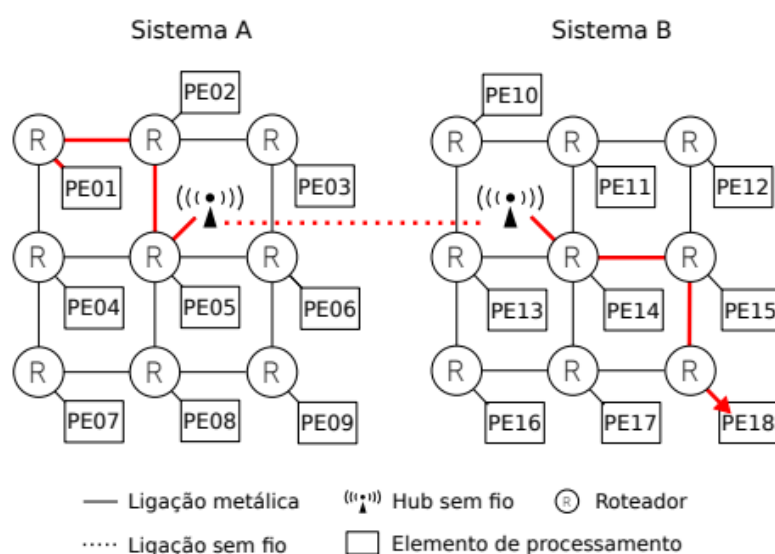 Sistema A
Sistema B
PE02
PE10
R
R
R
R
R
R
PE01
PE03
PE11
PE12
R
R
R
R
R
R
PE04
PE05
PE06
PE13
PE14
PE15
R
R
R
R
R
R
PE07
PE08
PE09
PE16
PE17
PE18
Ligação metálica
Hub sem fio
R
Roteador
Ligação sem fio
Elemento de processamento